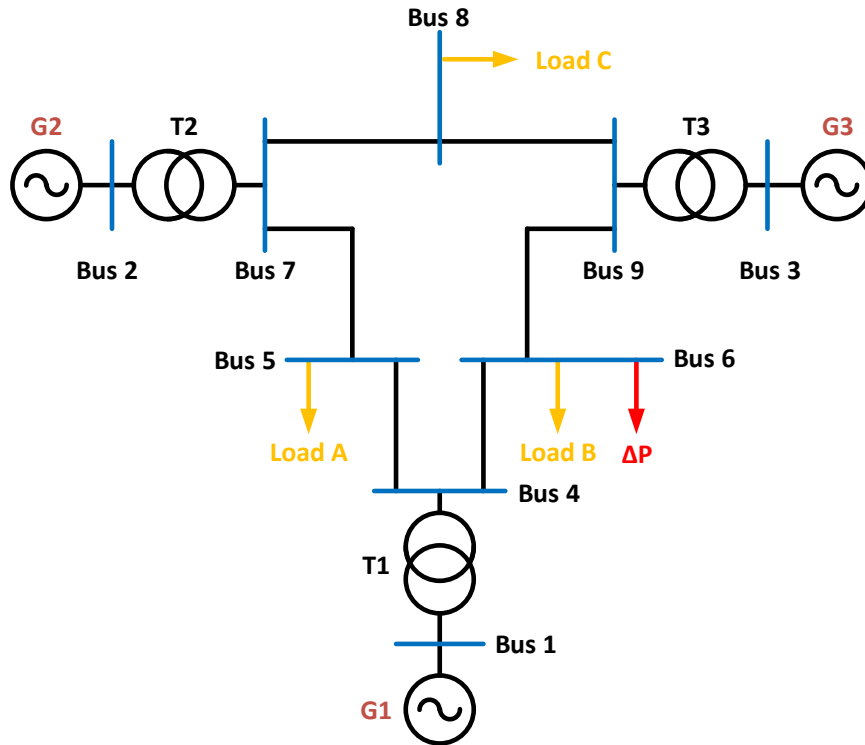 Bus 8
Load C
G2
T2
T3
G3
Bus 2
Bus 7
Bus 9
Bus 3
Bus 5
Bus 6
Load A
Load B
ΔP
Bus 4
T1
Bus 1
G1